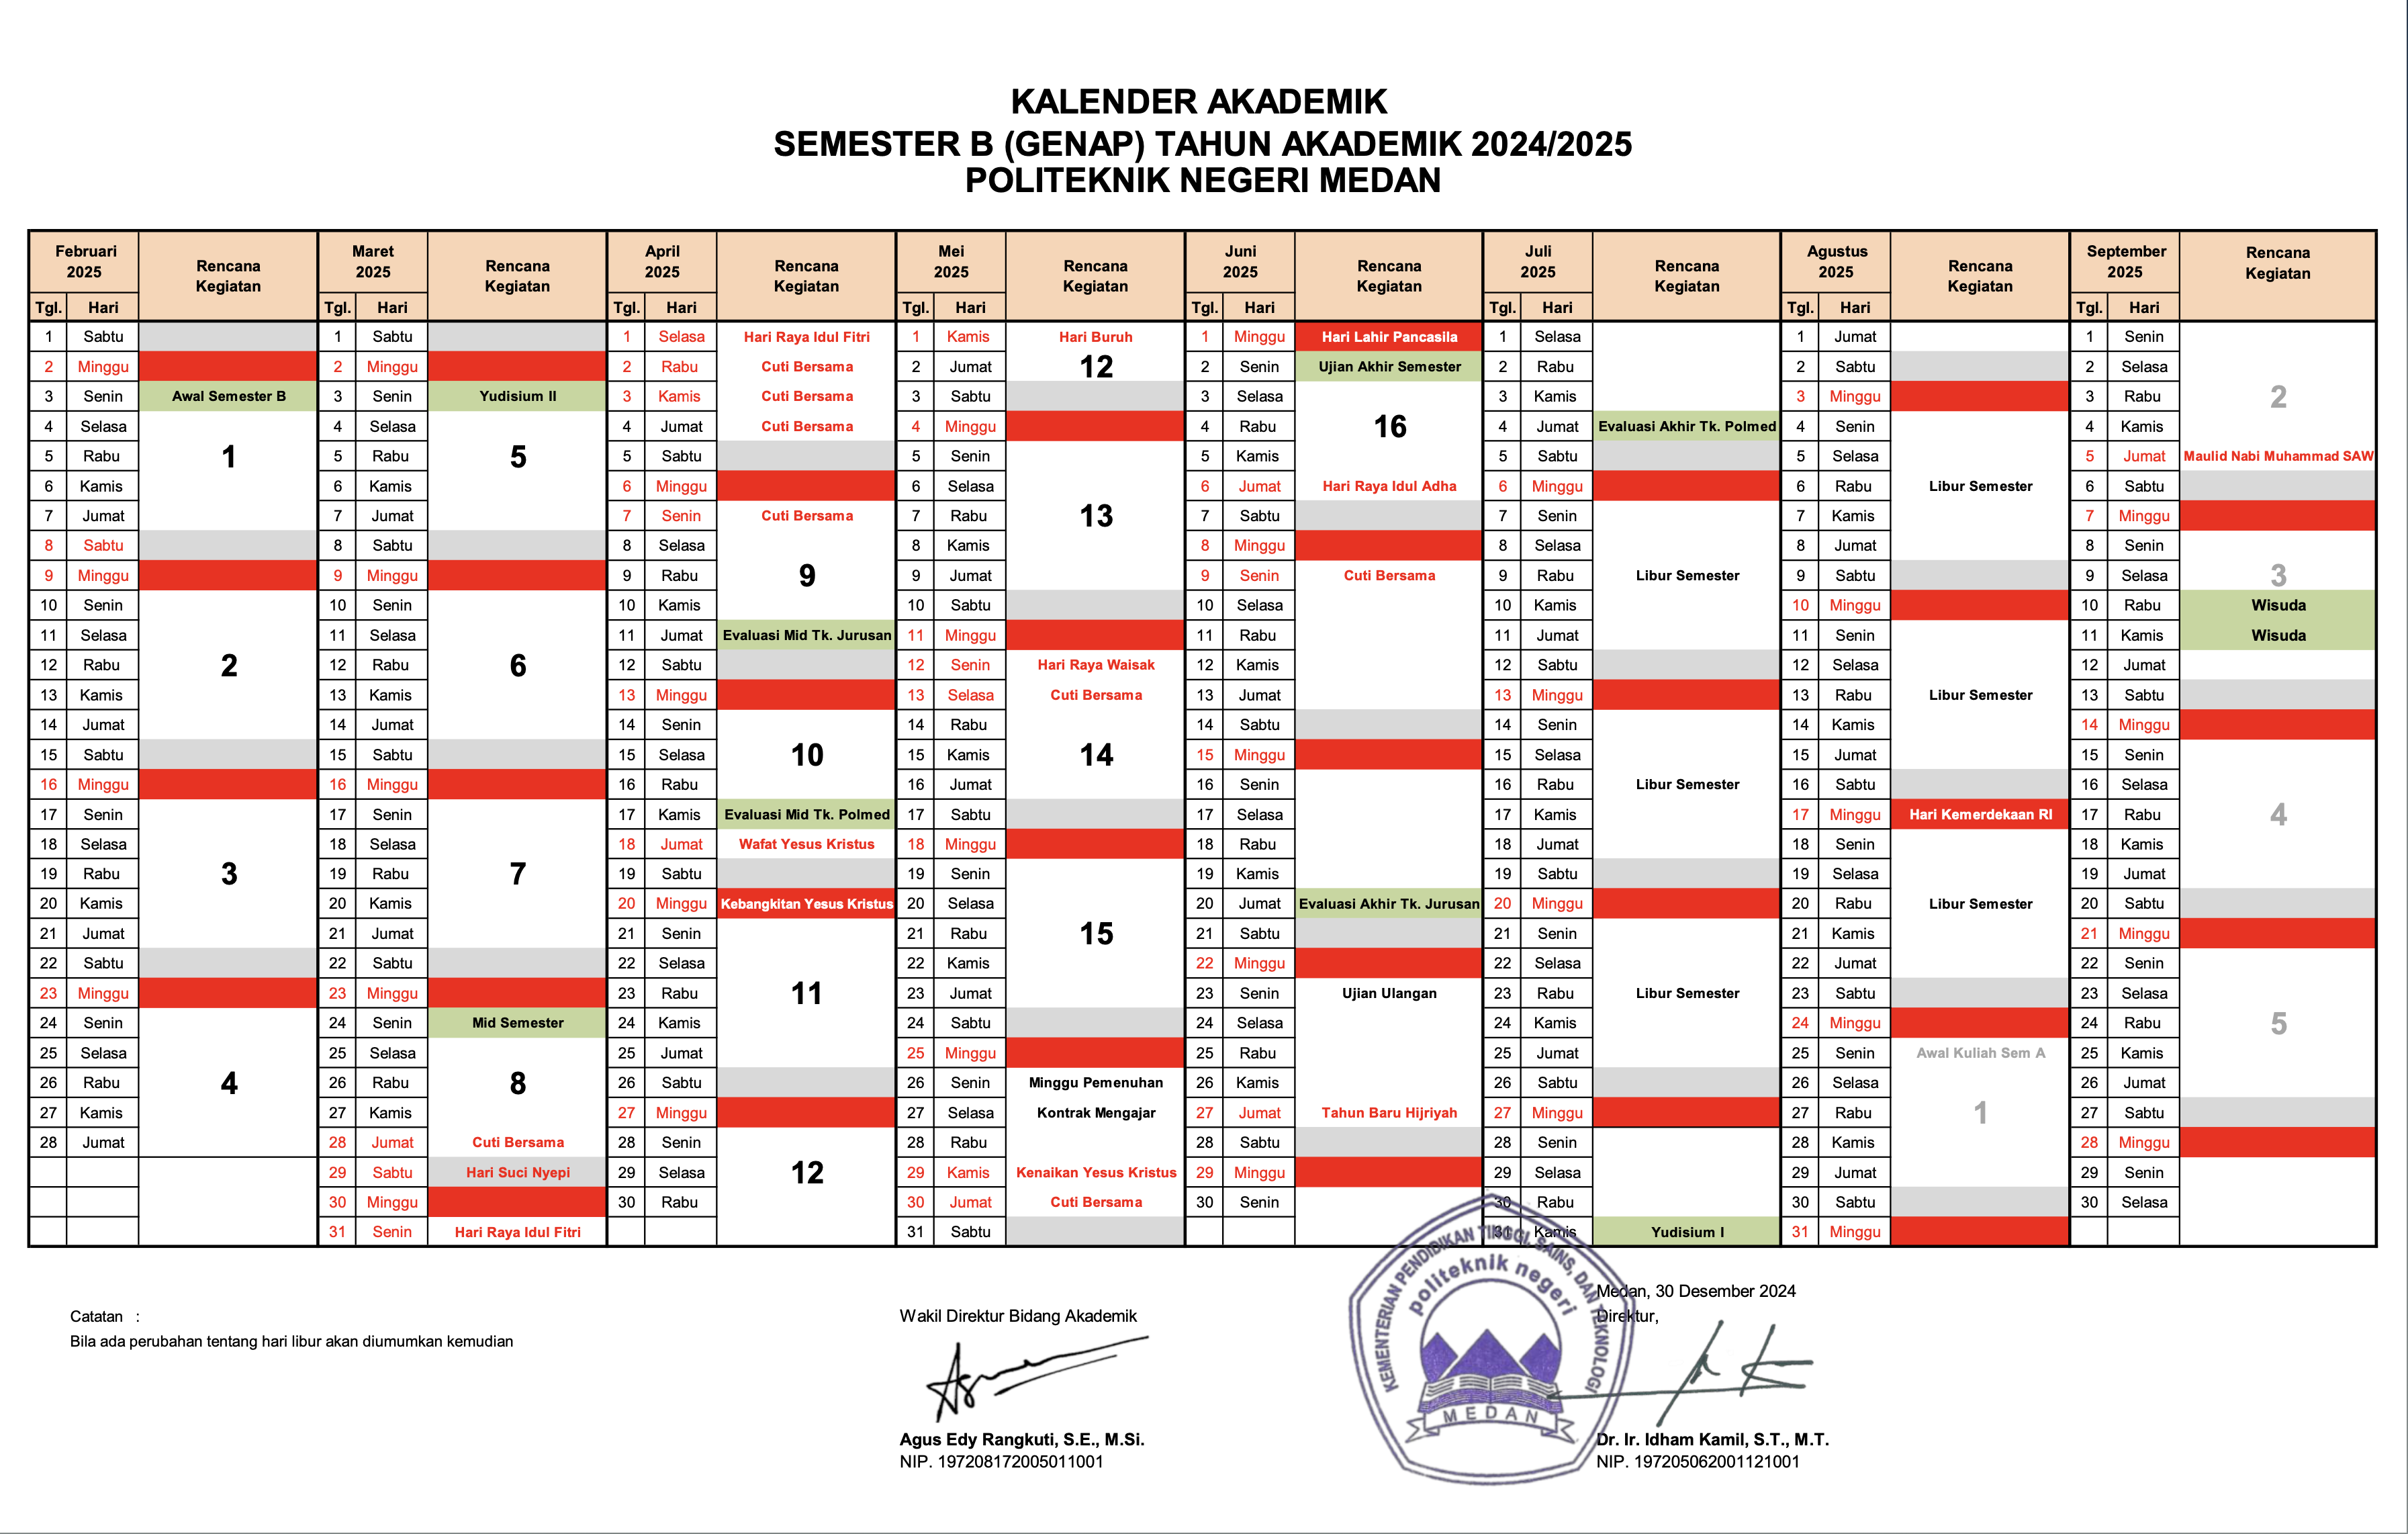 KALENDER AKADEMIK
SEMESTER B (GENAP) TAHUN AKADEMIK 2024/2025
POLITEKNIK NEGERI MEDAN
Februari 2025 Rencana Kegiatan Maret 2025 Rencana Kegiatan April 2025 Rencana Kegiatan Mei 2025 Rencana Kegiatan Juni 2025 Rencana Kegiatan Juli 2025 Rencana Kegiatan Agustus 2025 Rencana Kegiatan September 2025 Rencana Kegiatan
Tgl. Hari Tgl. Hari Tgl. Hari Tgl. Hari Tgl. Hari Tgl. Hari Tgl. Hari Tgl. Hari
1 Sabtu 1 Sabtu 1 Selasa Hari Raya Idul Fitri 1 Kamis Hari Buruh 1 Minggu Hari Lahir Pancasila 1 Selasa 1 Jumat 1 Senin
2 Minggu 2 Minggu 2 Rabu Cuti Bersama 2 Jumat 12 2 Senin Ujian Akhir Semester 2 Rabu 2 Sabtu 2 Selasa
3 Senin Awal Semester B 3 Senin Yudisium II 3 Kamis Cuti Bersama 3 Sabtu 3 Selasa 3 Kamis 3 Minggu 3 Rabu 2
4 Selasa 4 Selasa 4 Jumat Cuti Bersama 4 Minggu 4 Rabu 16 4 Jumat Evaluasi Akhir Tk. Polmed 4 Senin 4 Kamis
5 Rabu 1 5 Rabu 5 5 Sabtu 5 Senin 5 Kamis 5 Sabtu 5 Selasa 5 Jumat Maulid Nabi Muhammad SAW
6 Kamis 6 Kamis 6 Minggu 6 Selasa 6 Jumat Hari Raya Idul Adha 6 Minggu 6 Rabu Libur Semester 6 Sabtu
7 Jumat 7 Jumat 7 Senin Cuti Bersama 7 Rabu 13 7 Sabtu 7 Senin 7 Kamis 7 Minggu
8 Sabtu 8 Sabtu 8 Selasa 8 Kamis 8 Minggu 8 Selasa 8 Jumat 8 Senin
9 Minggu 9 Minggu 9 Rabu 9 9 Jumat 9 Senin Cuti Bersama 9 Rabu Libur Semester 9 Sabtu 9 Selasa 3
10 Senin 10 Senin 10 Kamis 10 Sabtu 10 Selasa 10 Kamis 10 Minggu 10 Rabu Wisuda
11 Selasa 11 Selasa 11 Jumat Evaluasi Mid Tk. Jurusan 11 Minggu 11 Rabu 11 Jumat 11 Senin 11 Kamis Wisuda
12 Rabu 2 12 Rabu 6 12 Sabtu 12 Senin Hari Raya Waisak 12 Kamis 12 Sabtu 12 Selasa 12 Jumat
13 Kamis 13 Kamis 13 Minggu 13 Selasa Cuti Bersama 13 Jumat 13 Minggu 13 Rabu Libur Semester 13 Sabtu
14 Jumat 14 Jumat 14 Senin 14 Rabu 14 Sabtu 14 Senin 14 Kamis 14 Minggu
15 Sabtu 15 Sabtu 15 Selasa 10 15 Kamis 14 15 Minggu 15 Selasa 15 Jumat 15 Senin
16 Minggu 16 Minggu 16 Rabu 16 Jumat 16 Senin 16 Rabu Libur Semester 16 Sabtu 16 Selasa
17 Senin 17 Senin 17 Kamis Evaluasi Mid Tk. Polmed 17 Sabtu 17 Selasa 17 Kamis 17 Minggu Hari Kemerdekaan RI 17 Rabu 4
18 Selasa 18 Selasa 18 Jumat Wafat Yesus Kristus 18 Minggu 18 Rabu 18 Jumat 18 Senin 18 Kamis
19 Rabu 3 19 Rabu 7 19 Sabtu 19 Senin 19 Kamis 19 Sabtu 19 Selasa 19 Jumat
20 Kamis 20 Kamis 20 Minggu Kebangkitan Yesus Kristus 20 Selasa 20 Jumat Evaluasi Akhir Tk. Jurusan 20 Minggu 20 Rabu Libur Semester 20 Sabtu
21 Jumat 21 Jumat 21 Senin 21 Rabu 15 21 Sabtu 21 Senin 21 Kamis 21 Minggu
22 Sabtu 22 Sabtu 22 Selasa 22 Kamis 22 Minggu 22 Selasa 22 Jumat 22 Senin
23 Minggu 23 Minggu 23 Rabu 11 23 Jumat 23 Senin Ujian Ulangan 23 Rabu Libur Semester 23 Sabtu 23 Selasa
24 Senin 24 Senin Mid Semester 24 Kamis 24 Sabtu 24 Selasa 24 Kamis 24 Minggu 24 Rabu 5
25 Selasa 25 Selasa 25 Jumat 25 Minggu 25 Rabu 25 Jumat 25 Senin Awal Kuliah Sem A 25 Kamis
26 Rabu 4 26 Rabu 8 26 Sabtu 26 Senin Minggu Pemenuhan 26 Kamis 26 Sabtu 26 Selasa 26 Jumat
27 Kamis 27 Kamis 27 Minggu 27 Selasa Kontrak Mengajar 27 Jumat Tahun Baru Hijriyah 27 Minggu 27 Rabu 1 27 Sabtu
28 Jumat 28 Jumat Cuti Bersama 28 Senin 28 Rabu 28 Sabtu 28 Senin 28 Kamis 28 Minggu
29 Sabtu Hari Suci Nyepi 29 Selasa 12 29 Kamis Kenaikan Yesus Kristus 29 Minggu 29 Selasa 29 Jumat 29 Senin
30 Minggu 30 Rabu 30 Jumat Cuti Bersama 30 Senin 30 Rabu 30 Sabtu 30 Selasa
31 Senin Hari Raya Idul Fitri 31 Sabtu 31 Kamis Yudisium I 31 Minggu
Catatan :
Bila ada perubahan tentang hari libur akan diumumkan kemudian
Wakil Direktur Bidang Akademik
Agus Edy Rangkuti, S.E., M.Si.
NIP. 197208172005011001
KEMENTERIAN PENDIDIKAN TINGGI, SAINS, DAN TEKNOLOGI
politeknik negeri
MEDAN
Medan, 30 Desember 2024
Direktur,
Dr. Ir. Idham Kamil, S.T., M.T.
NIP. 197205062001121001